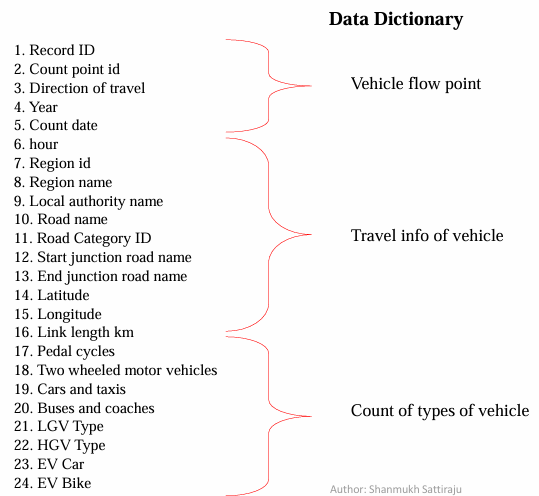 Data Dictionary
1. Record ID
2. Count point id
3. Direction of travel
4. Year
5. Count date
6. hour
7. Region id
8. Region name
9. Local authority name
10. Road name
11. Road Category ID
12. Start junction road name
13. End junction road name
14. Latitude
15. Longitude
16. Link length km
17. Pedal cycles
18. Two wheeled motor vehicles
19. Cars and taxis
20. Buses and coaches
21. LGV Type
22. HGV Type
23. EV Car
24. EV Bike
Vehicle flow point
Travel info of vehicle
Count of types of vehicle
Author: Shanmukh Sattiraju